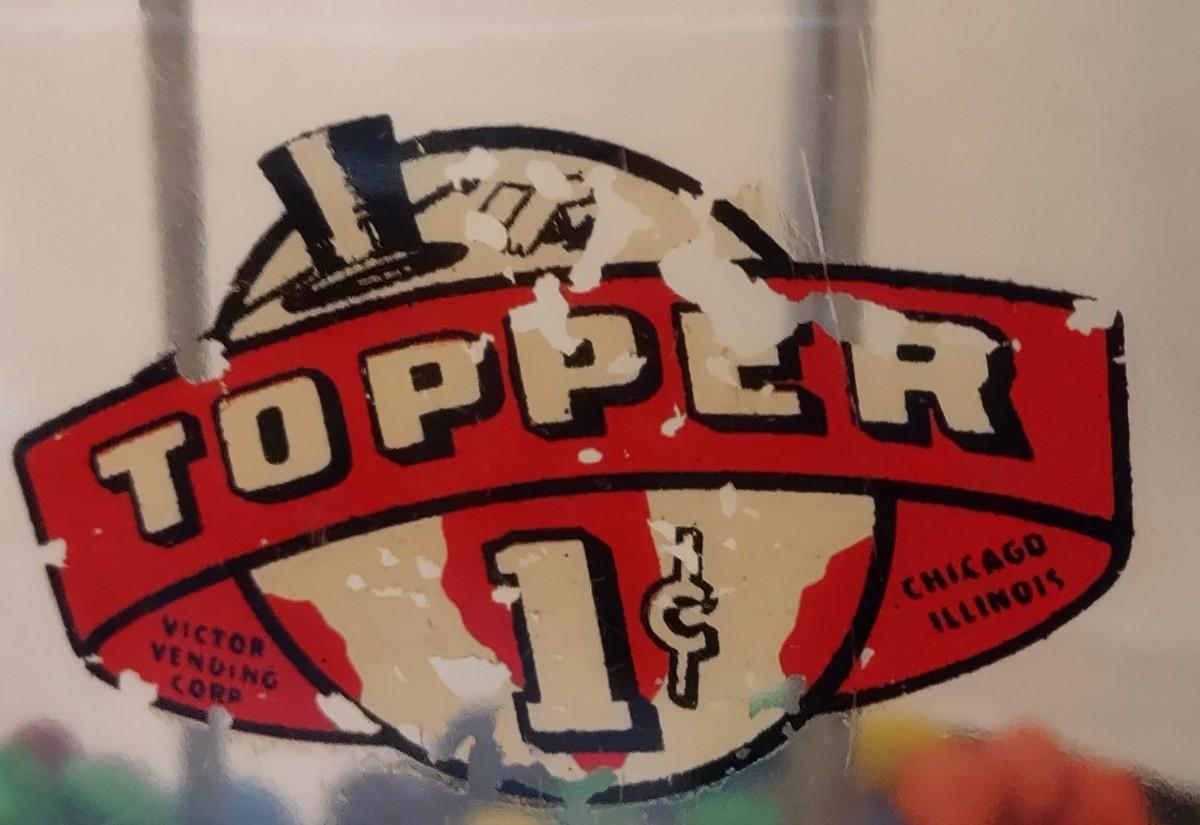 TOPPER
1¢
VICTOR
VENDING
CORP
CHICAGO
ILLINOIS